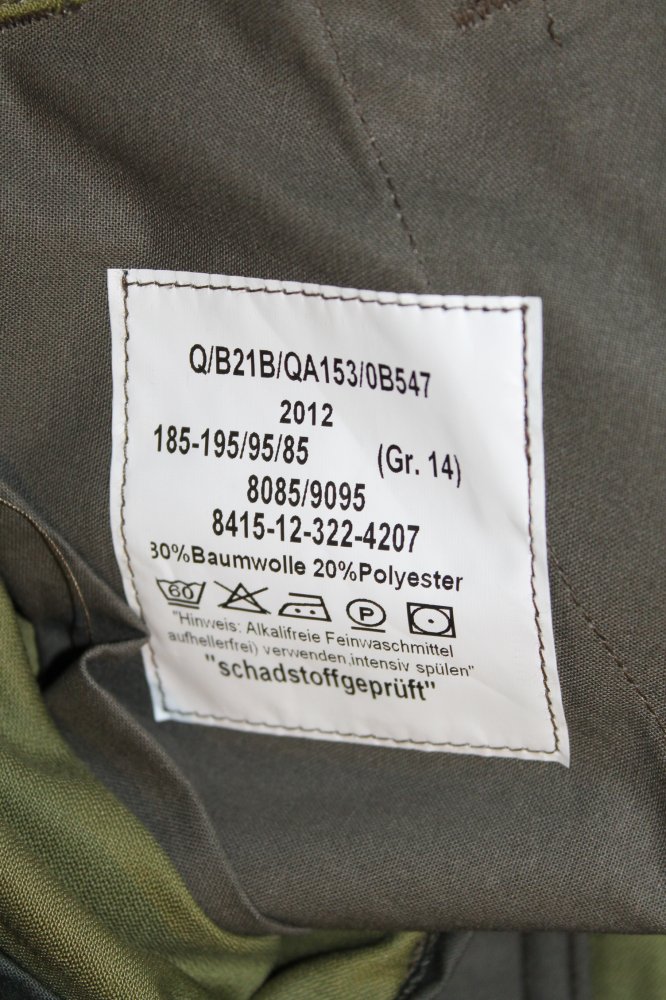 Q/B21B/QA153/0B547
2012
185-195/95/85 (Gr. 14)
8085/9095
8415-12-322-4207
80%Baumwolle 20%Polyester
60 P
"Hinweis: Alkalifreie Feinwaschmittel
aufhellerfrei) verwenden,intensiv spülen"
"schadstoffgeprüft"